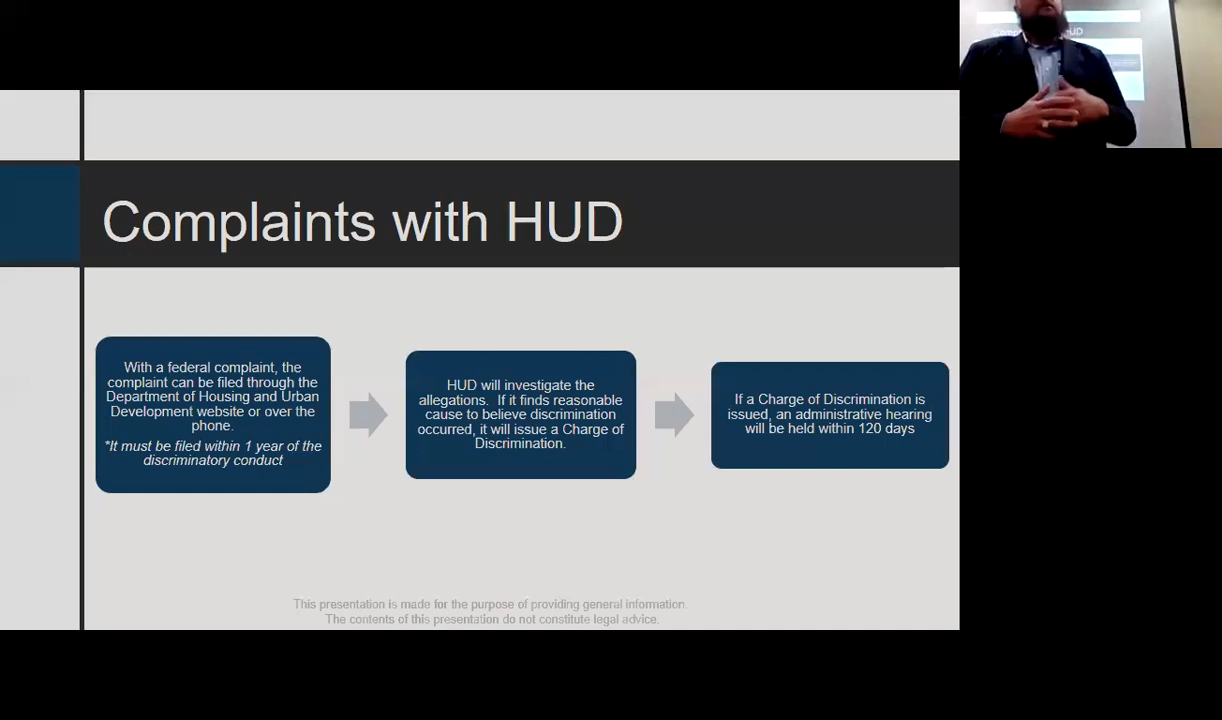 Complaints with HUD
With a federal complaint, the
complaint can be filed through the
Department of Housing and Urban
Development website or over the
phone.
*It must be filed within 1 year of the
discriminatory conduct
HUD will investigate the
allegations. If it finds reasonable
cause to believe discrimination
occurred, it will issue a Charge of
Discrimination.
If a Charge of Discrimination is
issued, an administrative hearing
will be held within 120 days
This presentation is made for the purpose of providing general information.
The contents of this presentation do not constitute legal advice.